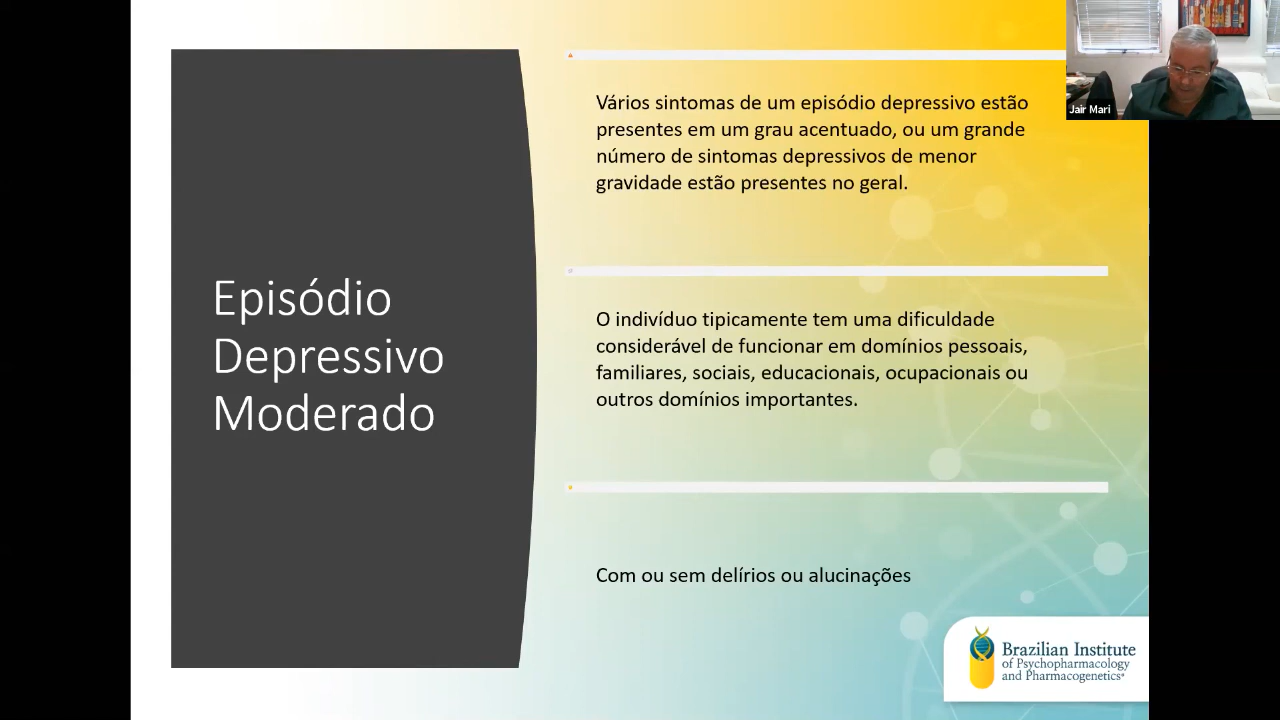 Episódio
Depressivo
Moderado
Vários sintomas de um episódio depressivo estão
presentes em um grau acentuado, ou um grande
número de sintomas depressivos de menor
gravidade estão presentes no geral.
O indivíduo tipicamente tem uma dificuldade
considerável de funcionar em domínios pessoais,
familiares, sociais, educacionais, ocupacionais ou
outros domínios importantes.
Com ou sem delírios ou alucinações
Jair Mari
Brazilian Institute
of Psychopharmacology
and Pharmacogenetics®